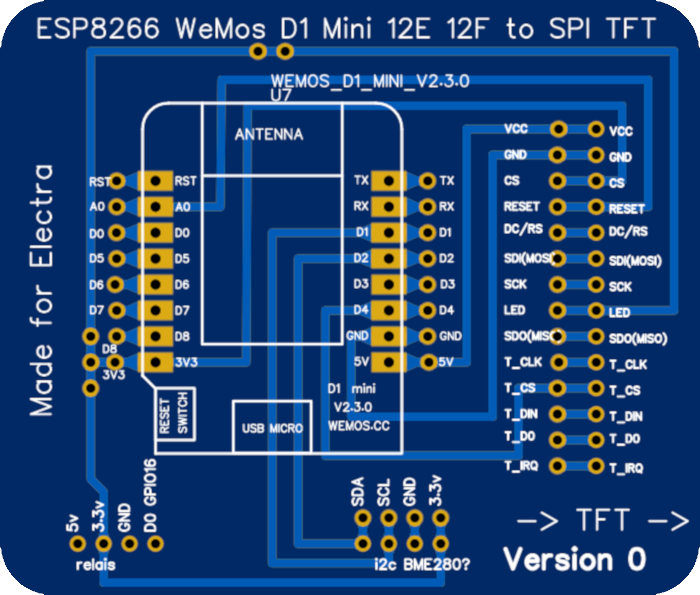 ESP8266 WeMos D1 Mini 12E 12F to SPI TFT
WEMOS_D1_MINI_V2.3.0
U7
ANTENNA
Made for Electra
RST RST TX TX
A0 A0 RX RX
D0 D0 D1 D1
D5 D5 D2 D2
D6 D6 D3 D3
D7 D7 D4 D4
D8 GND GND
D8
3V3 5V 5V
3V3
VCC VCC
GND GND
CS CS
RESET RESET
DC/RS DC/RS
SDI(MOSI SDI(MOSI)
SCK SCK
LED LED
SDO(MISO SDO(MISO)
T_CLK T_CLK
T_CS T_CS
T_DIN T_DIN
T_DO T_DO
T_IRQ T_IRQ
RESET
SWITCH
USB MICRO
D1 mini
V2.3.0
WEMOS.CC
5v
3.3v
GND
D0 GPIO16
relais
SDA
SCL
GND
3.3v
i2c BME280?
-> TFT ->
Version 0